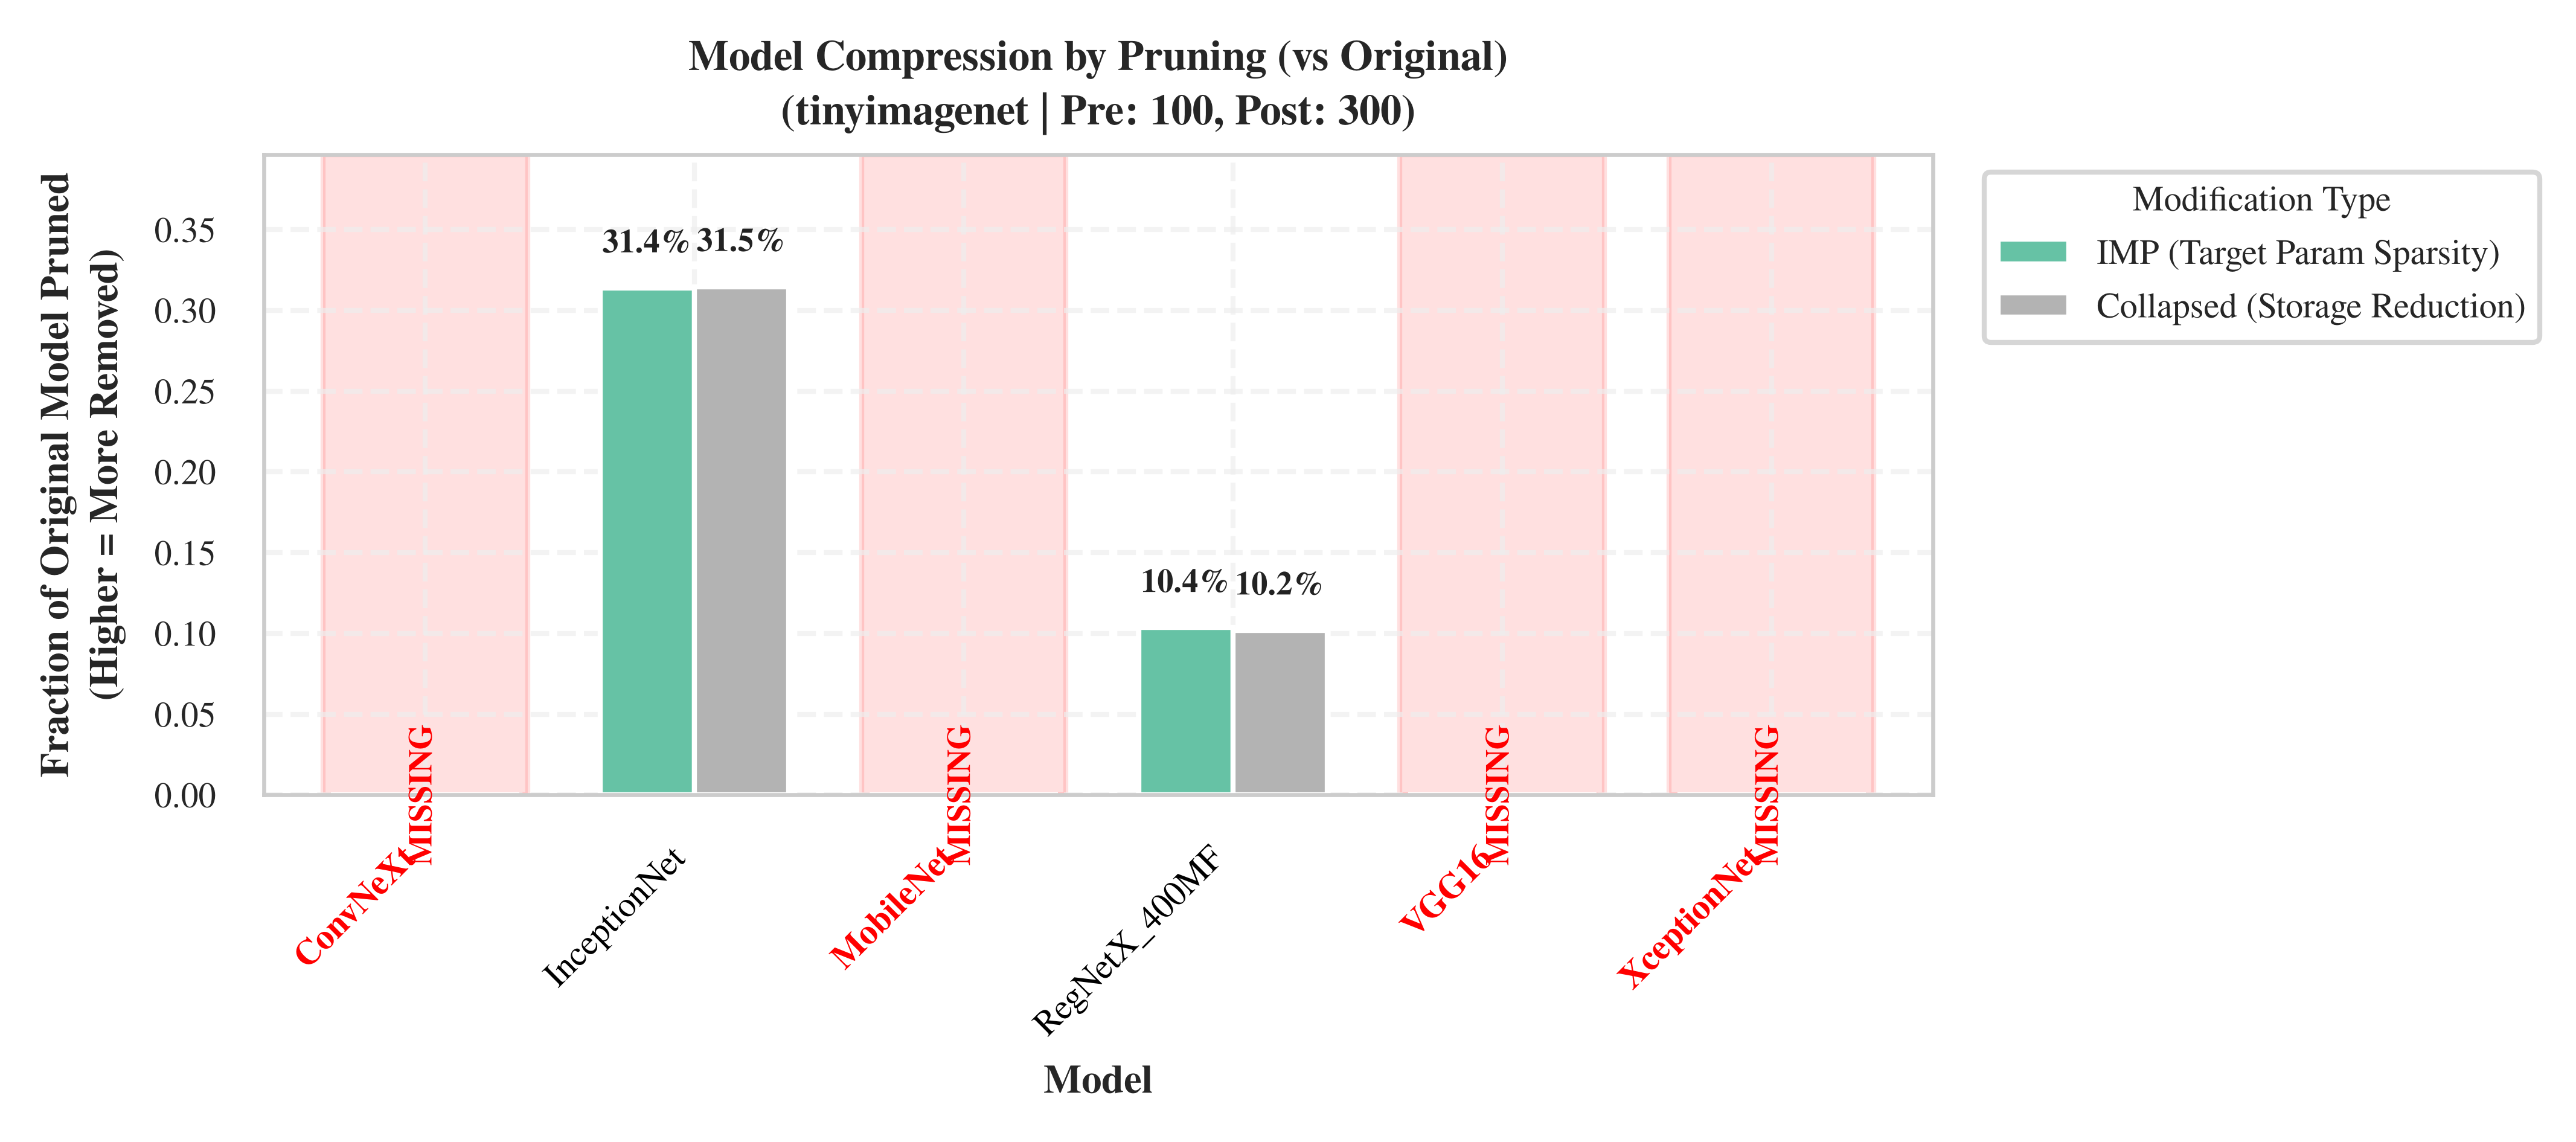 Model Compression by Pruning (vs Original)
(tinyimagenet | Pre: 100, Post: 300)
Fraction of Original Model Pruned
(Higher = More Removed)
0.35
0.30
0.25
0.20
0.15
0.10
0.05
0.00
31.4% 31.5%
10.4% 10.2%
MISSING
MISSING
MISSING
MISSING
ConvNeXt
InceptionNet
MobileNet
RegNetX_400MF
VGG16
XceptionNet
Model
Modification Type
IMP (Target Param Sparsity)
Collapsed (Storage Reduction)